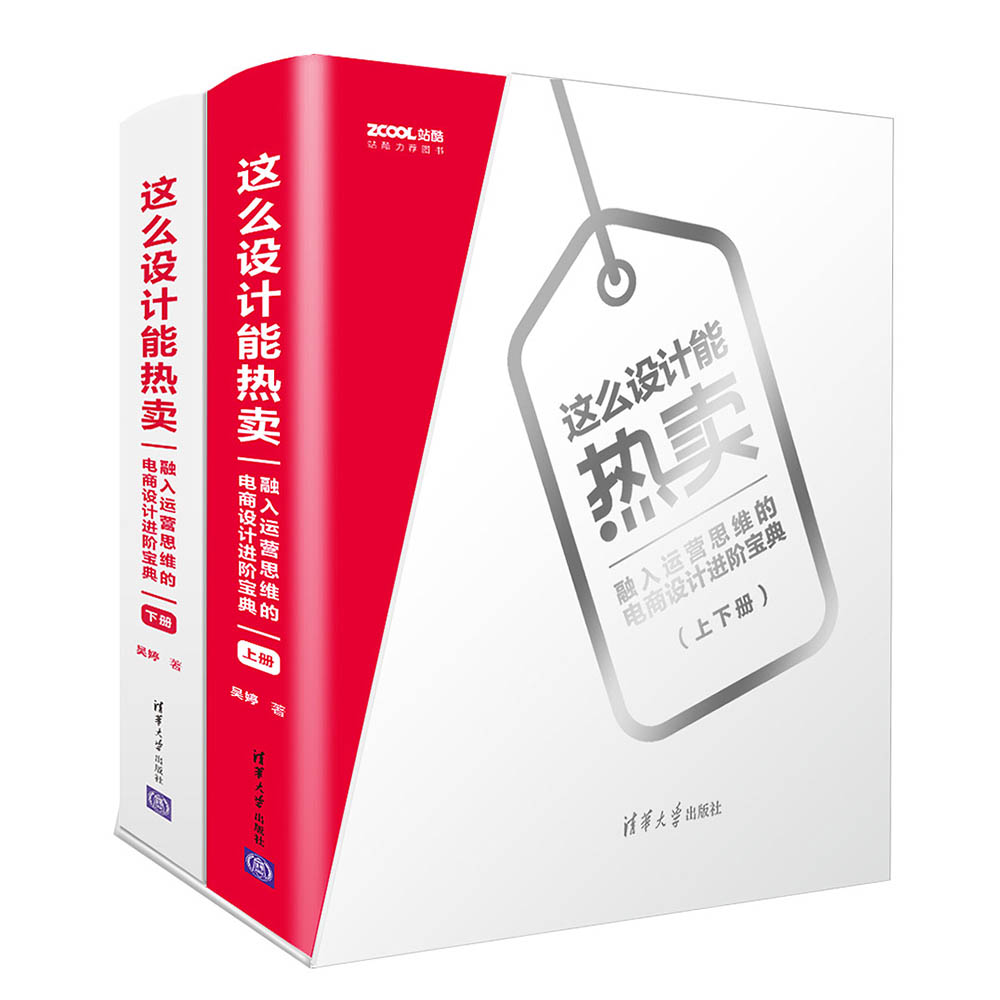 这么设计能热卖
融入运营思维的
电商设计进阶宝典
下册
吴婷 著
清华大学出版社
这么设计能热卖
融入运营思维的
电商设计进阶宝典
上册
吴婷 著
清华大学出版社
ZCOOL站酷
站酷力荐图书
这么设计能
热卖
融入运营思维的
电商设计进阶宝典
(上下册)
清华大学出版社